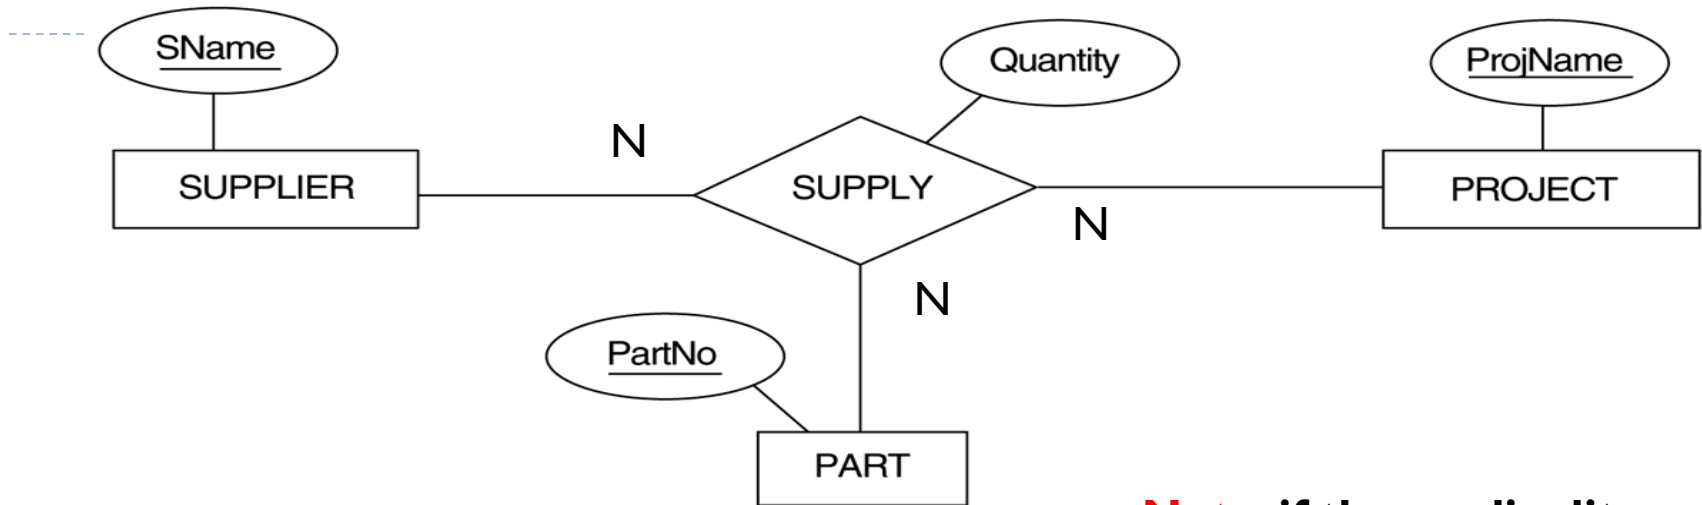 SName
Quantity
ProjName
N
SUPPLIER
SUPPLY
PROJECT
N
N
PartNo
PART